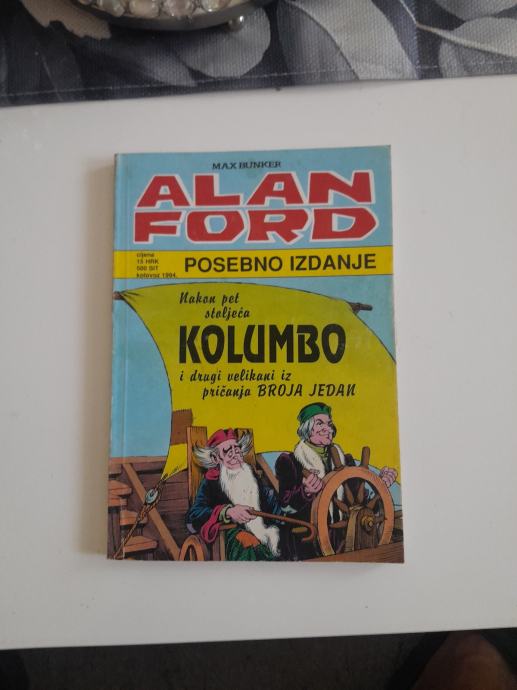 MAX BUNKER
ALAN
FORD
cijena
15 HRK
500 SIT
kolovoz 1994.
POSEBNO IZDANJE
Nakon pet
stoljeća
KOLUMBO
i drugi velikani iz
pričanja BROJA JEDAN